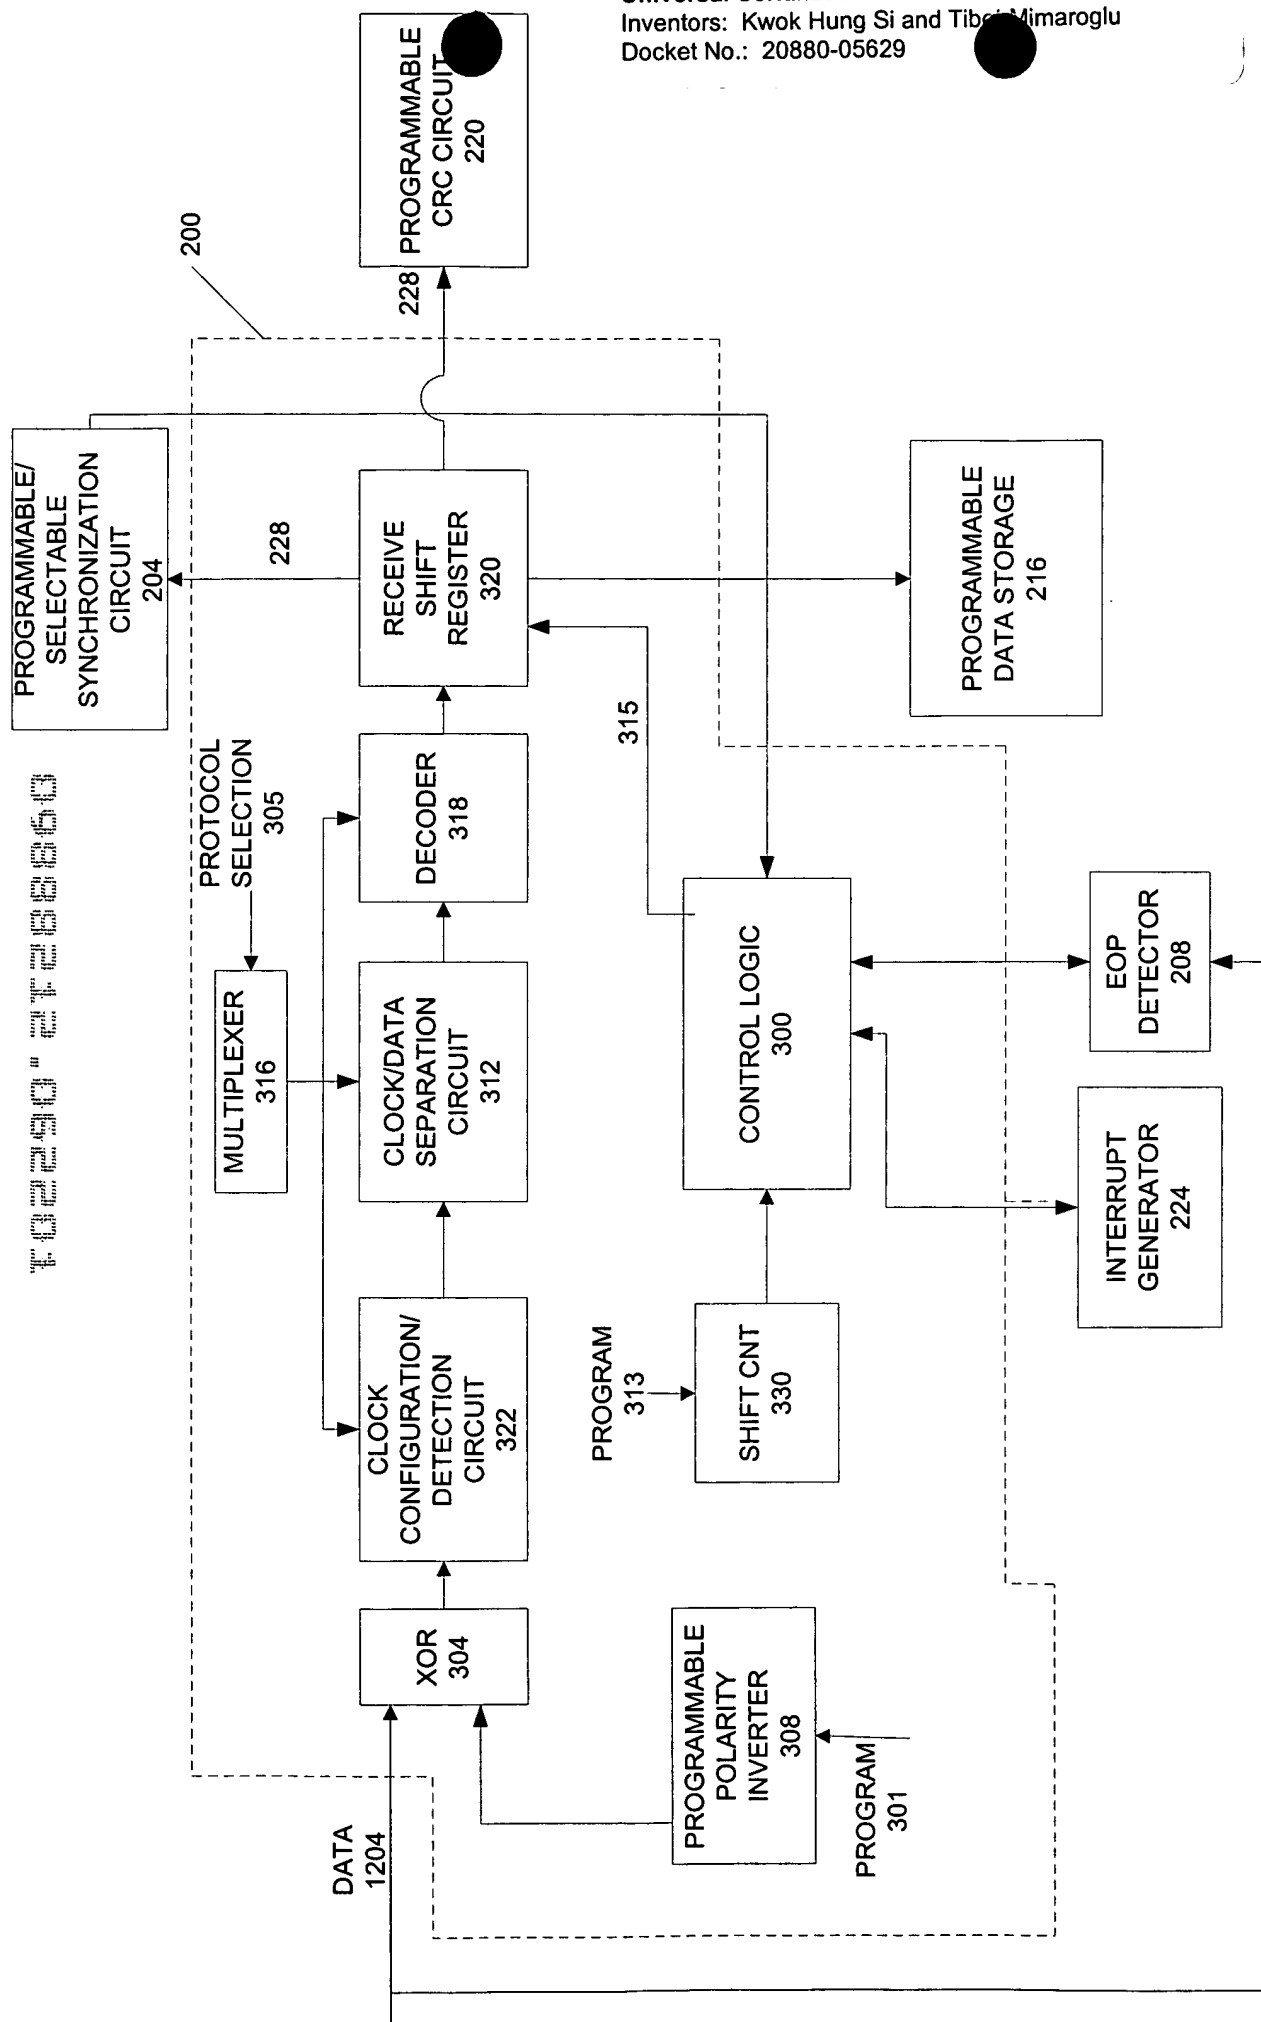 Inventors: Kwok Hung Si and Mimaroglu
Docket No.: 20880-05629
PROGRAMMABLE/
SELECTABLE
SYNCHRONIZATION
CIRCUIT
204
PROGRAMMABLE
CRC CIRCUIT
220
200
228
228
RECEIVE
SHIFT
REGISTER
320
PROGRAMMABLE
DATA STORAGE
216
PROTOCOL
SELECTION
305
DECODER
318
315
MULTIPLEXER
316
CLOCK/DATA
SEPARATION
CIRCUIT
312
CONTROL LOGIC
300
EOP
DETECTOR
208
INTERRUPT
GENERATOR
224
CLOCK
CONFIGURATION/
DETECTION
CIRCUIT
322
PROGRAM
313
SHIFT CNT
330
XOR
304
PROGRAMMABLE
POLARITY
INVERTER
308
PROGRAM
301
DATA
1204